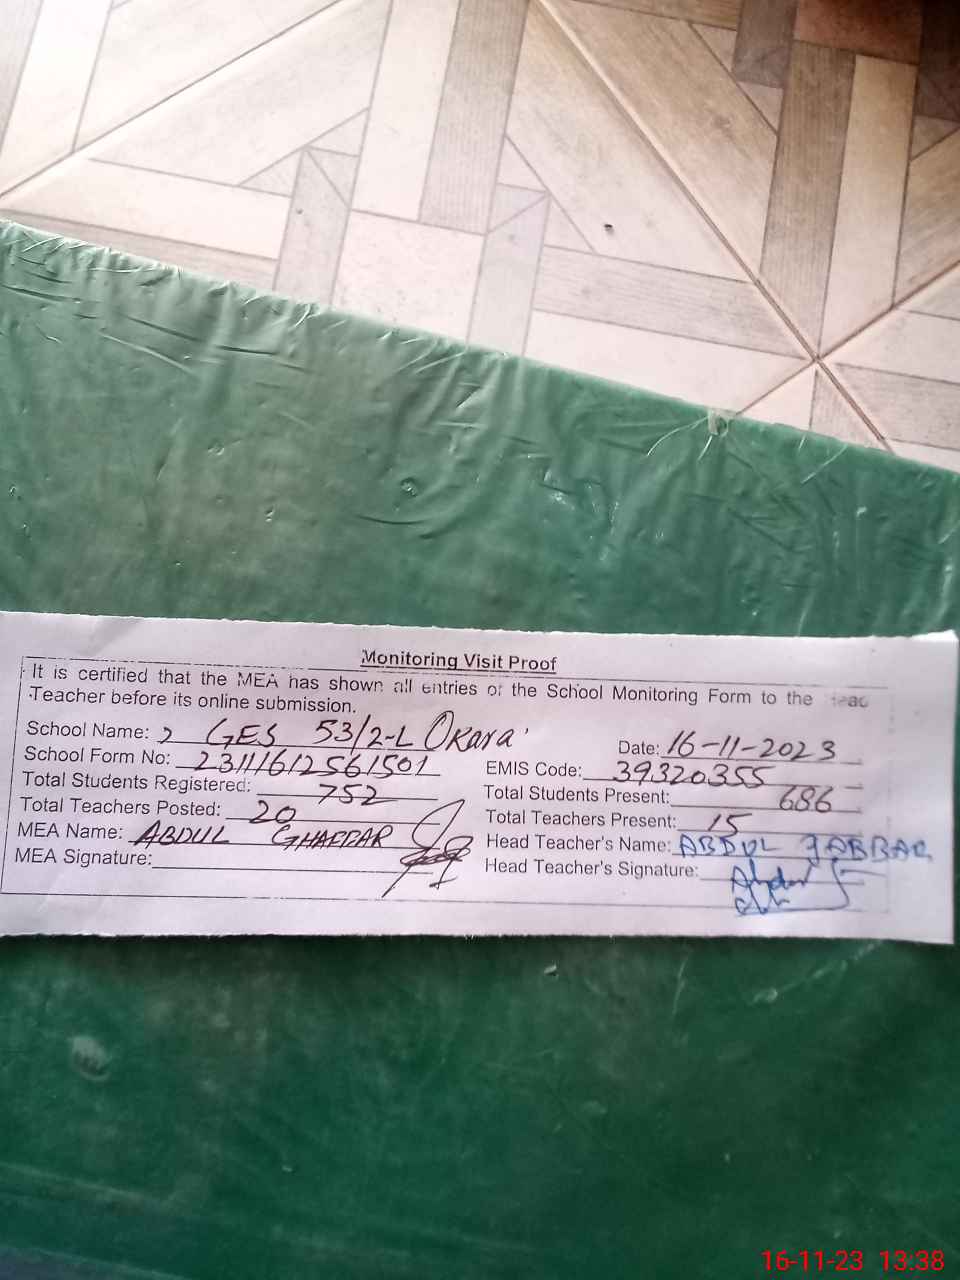 Monitoring Visit Proof
It is certified that the MEA has shown all entries of the School Monitoring Form to the Head
Teacher before its online submission.
School Name: GES 53/2-L Okara
Date: 16-11-2023
School Form No: 23111612561501
EMIS Code: 39320355
Total Students Registered: 752
Total Students Present: 686
Total Teachers Posted: 20
Total Teachers Present: 15
MEA Name: ABDUL GHAFFAR
Head Teacher's Name: ABDUL JABBAR
MEA Signature:
Head Teacher's Signature:
16-11-23 13:38